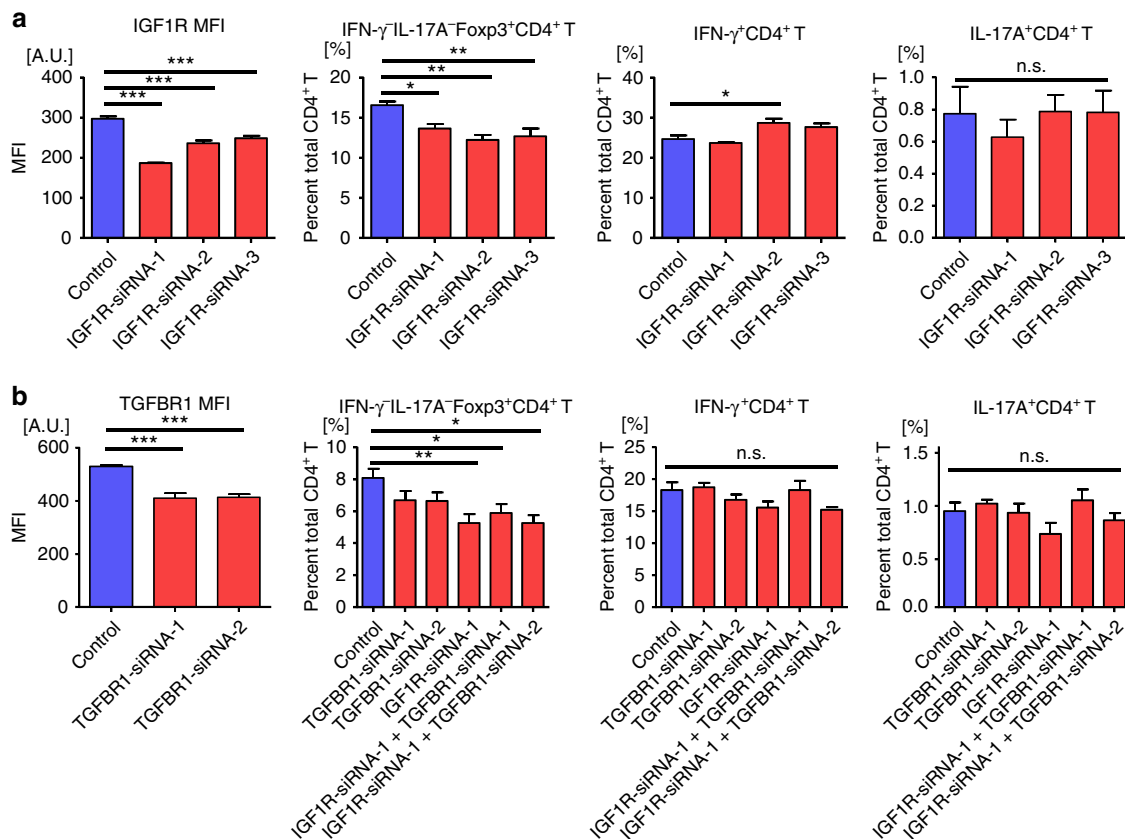 a
IGF1R MFI
[A.U.]
***
***
***
400
300
200
100
0
MFI
Control
IGF1R-siRNA-1
IGF1R-siRNA-2
IGF1R-siRNA-3
IFN-γ⁻IL-17A⁻Foxp3⁺CD4⁺ T
[%]
**
**
*
20
15
10
5
0
Percent total CD4⁺ T
Control
IGF1R-siRNA-1
IGF1R-siRNA-2
IGF1R-siRNA-3
IFN-γ⁺CD4⁺ T
[%]
*
40
30
20
10
0
Percent total CD4⁺ T
Control
IGF1R-siRNA-1
IGF1R-siRNA-2
IGF1R-siRNA-3
IL-17A⁺CD4⁺ T
[%]
n.s.
1.0
0.8
0.6
0.4
0.2
0.0
Percent total CD4⁺ T
Control
IGF1R-siRNA-1
IGF1R-siRNA-2
IGF1R-siRNA-3
b
TGFBR1 MFI
[A.U.]
***
***
600
400
200
0
MFI
Control
TGFBR1-siRNA-1
TGFBR1-siRNA-2
IFN-γ⁻IL-17A⁻Foxp3⁺CD4⁺ T
[%]
*
*
**
10
8
6
4
2
0
Percent total CD4⁺ T
Control
TGFBR1-siRNA-1
TGFBR1-siRNA-2
IGF1R-siRNA-1
IGF1R-siRNA-1 + TGFBR1-siRNA-1
IGF1R-siRNA-1 + TGFBR1-siRNA-2
IFN-γ⁺CD4⁺ T
[%]
n.s.
25
20
15
10
5
0
Percent total CD4⁺ T
Control
TGFBR1-siRNA-1
TGFBR1-siRNA-2
IGF1R-siRNA-1
IGF1R-siRNA-1 + TGFBR1-siRNA-1
IGF1R-siRNA-1 + TGFBR1-siRNA-2
IL-17A⁺CD4⁺ T
[%]
n.s.
1.5
1.0
0.5
0.0
Percent total CD4⁺ T
Control
TGFBR1-siRNA-1
TGFBR1-siRNA-2
IGF1R-siRNA-1
IGF1R-siRNA-1 + TGFBR1-siRNA-1
IGF1R-siRNA-1 + TGFBR1-siRNA-2